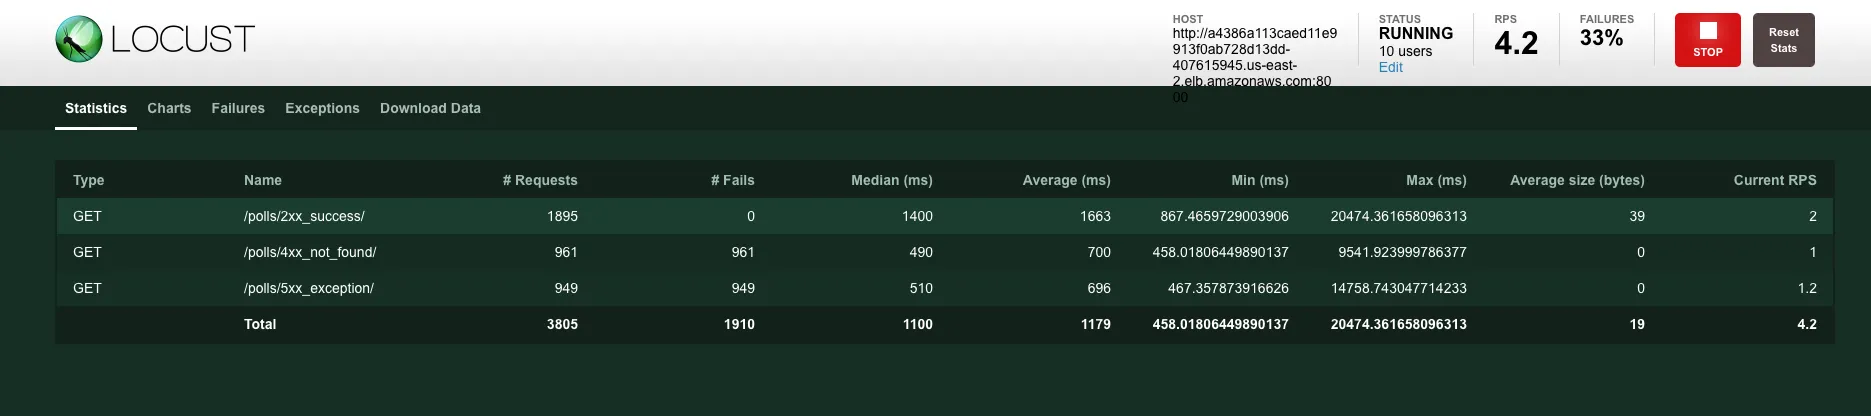 LOCUST
HOST
http://a4386a113caed11e9
913f0ab728d13dd-
407615945.us-east-
2.elb.amazonaws.com:80
00
STATUS
RUNNING
10 users
Edit
RPS
4.2
FAILURES
33%
STOP
Reset
Stats
Statistics Charts Failures Exceptions Download Data
Type Name # Requests # Fails Median (ms) Average (ms) Min (ms) Max (ms) Average size (bytes) Current RPS
GET /polls/2xx_success/ 1895 0 1400 1663 867.4659729003906 20474.361658096313 39 2
GET /polls/4xx_not_found/ 961 961 490 700 458.01806449890137 9541.923999786377 0 1
GET /polls/5xx_exception/ 949 949 510 696 467.357873916626 14758.743047714233 0 1.2
Total 3805 1910 1100 1179 458.01806449890137 20474.361658096313 19 4.2